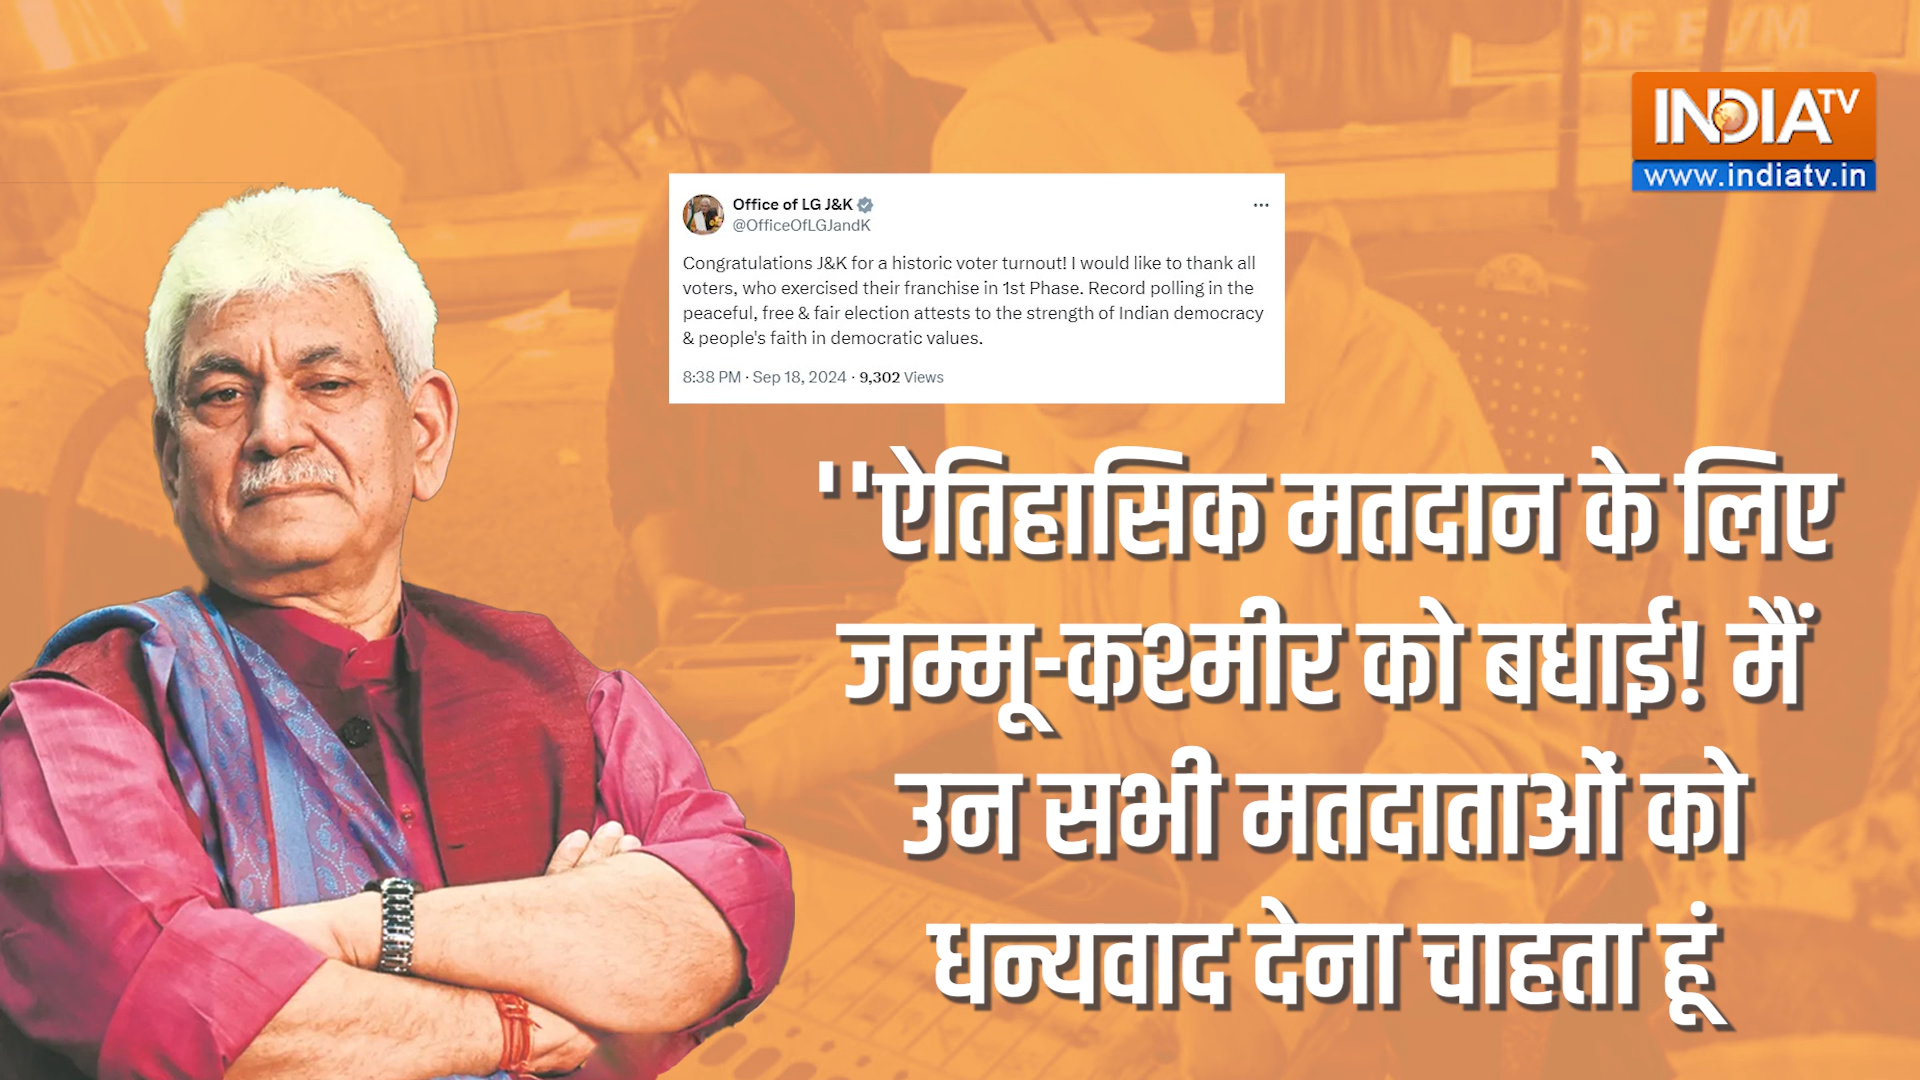 OF EVM
INDIA TV
www.indiatv.in
Office of LG J&K
@OfficeOfLGJandK
Congratulations J&K for a historic voter turnout! I would like to thank all
voters, who exercised their franchise in 1st Phase. Record polling in the
peaceful, free & fair election attests to the strength of Indian democracy
& people's faith in democratic values.
8:38 PM · Sep 18, 2024 · 9,302 Views
"ऐतिहासिक मतदान के लिए
जम्मू-कश्मीर को बधाई! मैं
उन सभी मतदाताओं को
धन्यवाद देना चाहता हूं